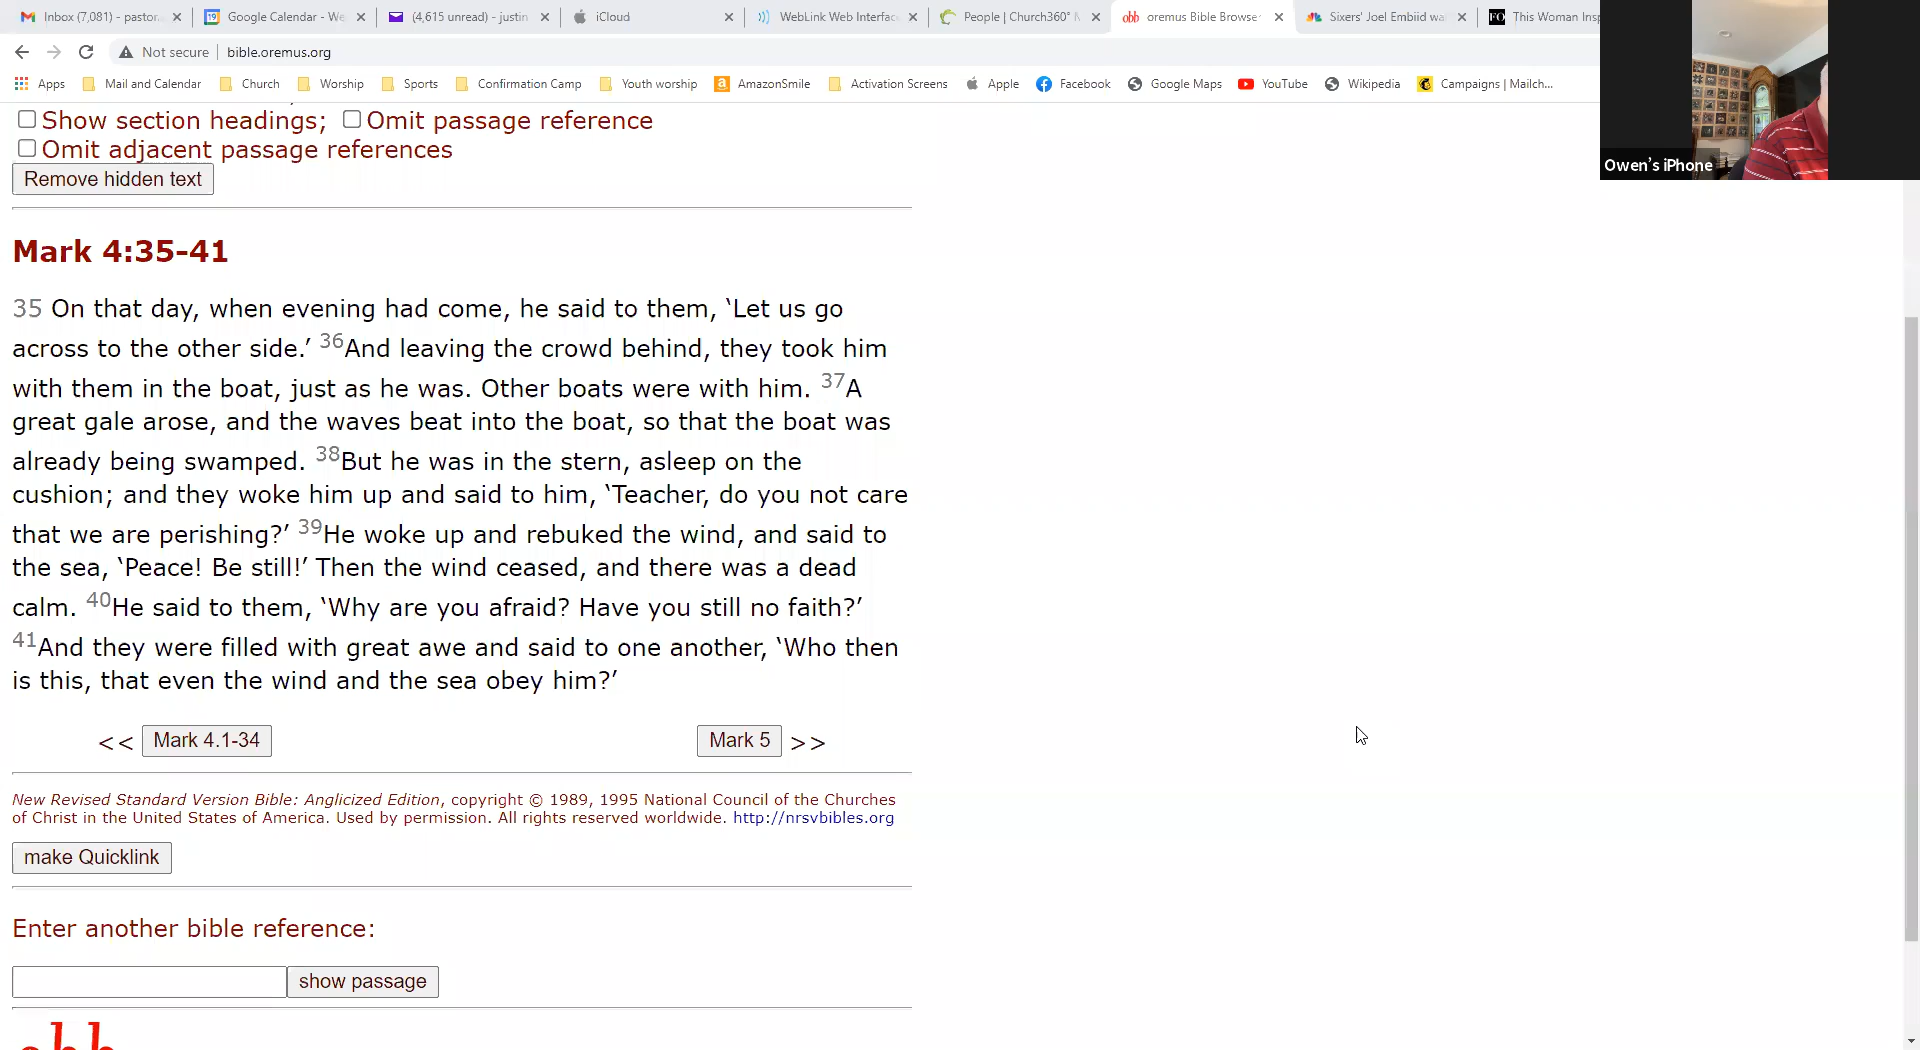 Inbox (7,081) - pastor
Google Calendar - We
(4,615 unread) - justin
iCloud
WebLink Web Interfac
People | Church360°
obb oremus Bible Browse
Sixers' Joel Embiid wa
FO This Woman Insp
Not secure | bible.oremus.org
Apps
Mail and Calendar
Church
Worship
Sports
Confirmation Camp
Youth worship
AmazonSmile
Activation Screens
Apple
Facebook
Google Maps
YouTube
Wikipedia
Campaigns | Mailch...
Owen's iPhone
Show section headings; Omit passage reference
Omit adjacent passage references
Remove hidden text
Mark 4:35-41
35 On that day, when evening had come, he said to them, ‘Let us go
across to the other side.’ 36And leaving the crowd behind, they took him
with them in the boat, just as he was. Other boats were with him. 37A
great gale arose, and the waves beat into the boat, so that the boat was
already being swamped. 38But he was in the stern, asleep on the
cushion; and they woke him up and said to him, ‘Teacher, do you not care
that we are perishing?’ 39He woke up and rebuked the wind, and said to
the sea, ‘Peace! Be still!’ Then the wind ceased, and there was a dead
calm. 40He said to them, ‘Why are you afraid? Have you still no faith?’
41And they were filled with great awe and said to one another, ‘Who then
is this, that even the wind and the sea obey him?’
<< Mark 4.1-34
Mark 5 >>
New Revised Standard Version Bible: Anglicized Edition, copyright © 1989, 1995 National Council of the Churches
of Christ in the United States of America. Used by permission. All rights reserved worldwide. http://nrsvbibles.org
make Quicklink
Enter another bible reference:
show passage
obb